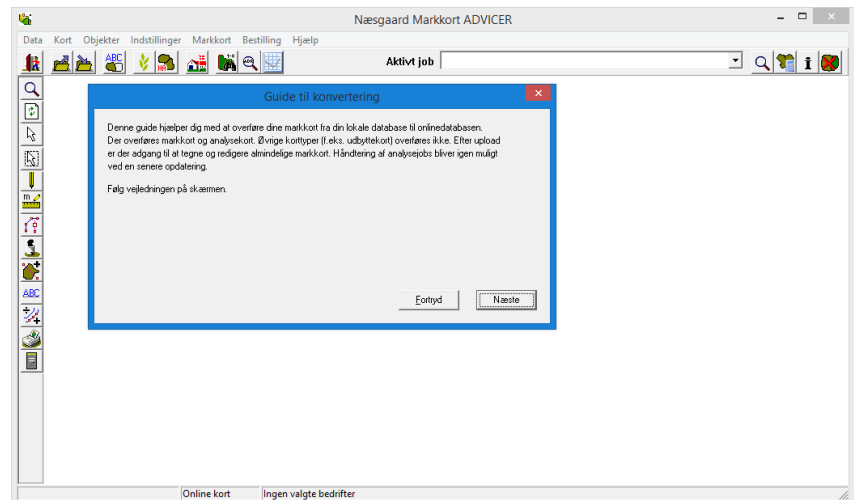 Næsgaard Markkort ADVICER
Data Kort Objekter Indstillinger Markkort Bestilling Hjælp
ABC
Aktivt job
i
Guide til konvertering
Denne guide hjælper dig med at overføre dine markkort fra din lokale database til onlinedatabasen.
Der overføres markkort og analysekort. Øvrige korttyper (f.eks. udbyttekort) overføres ikke. Efter upload
er der adgang til at tegne og redigere almindelige markkort. Håndtering af analysejobs bliver igen muligt
ved en senere opdatering.
Følg vejledningen på skærmen.
Fortryd Næste
m
ABC
Online kort Ingen valgte bedrifter